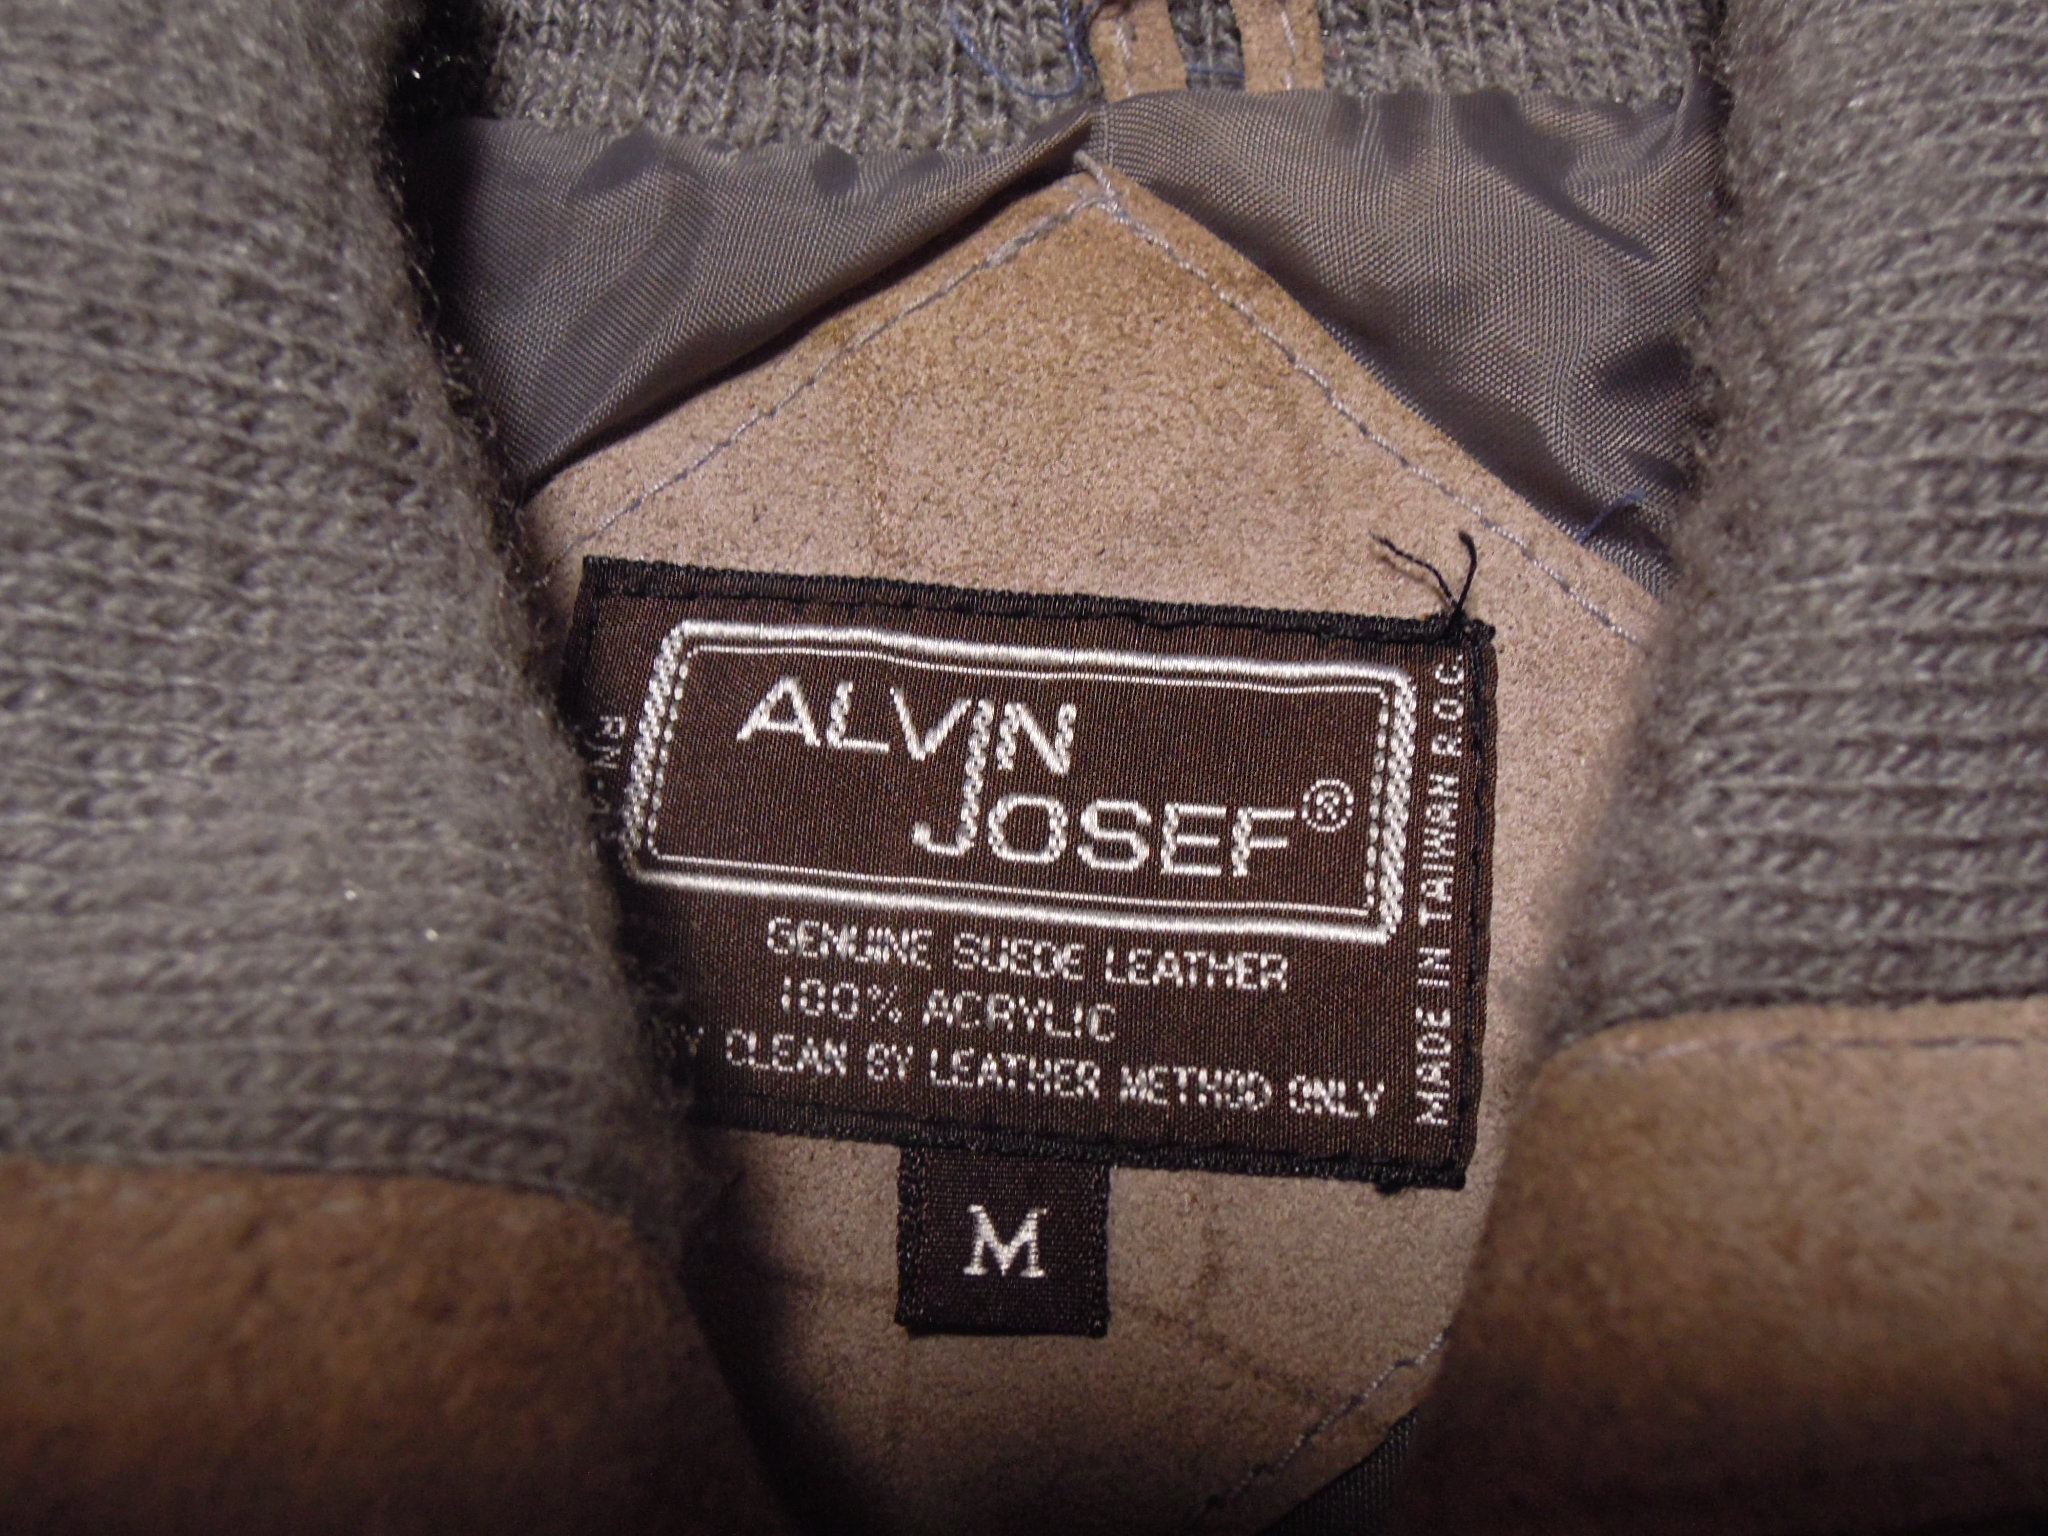 ALVIN
JOSEF®
GENUINE SUEDE LEATHER
100% ACRYLIC
CLEAN BY LEATHER METHOD ONLY
MADE IN TAIWAN R.O.C.
M